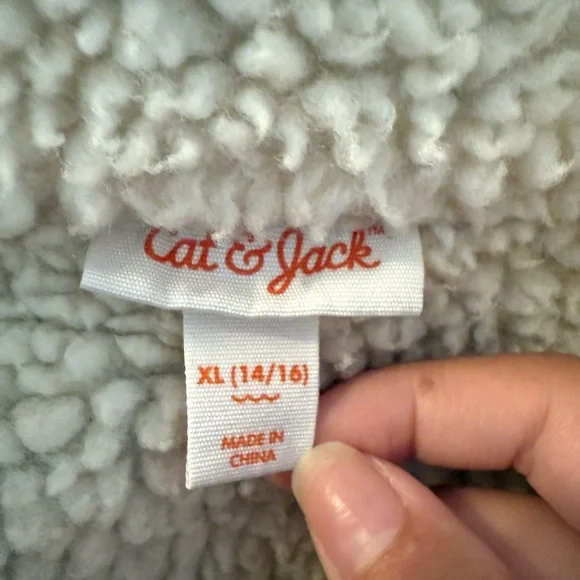 Cat & Jack™
XL (14/16)
MADE IN
CHINA